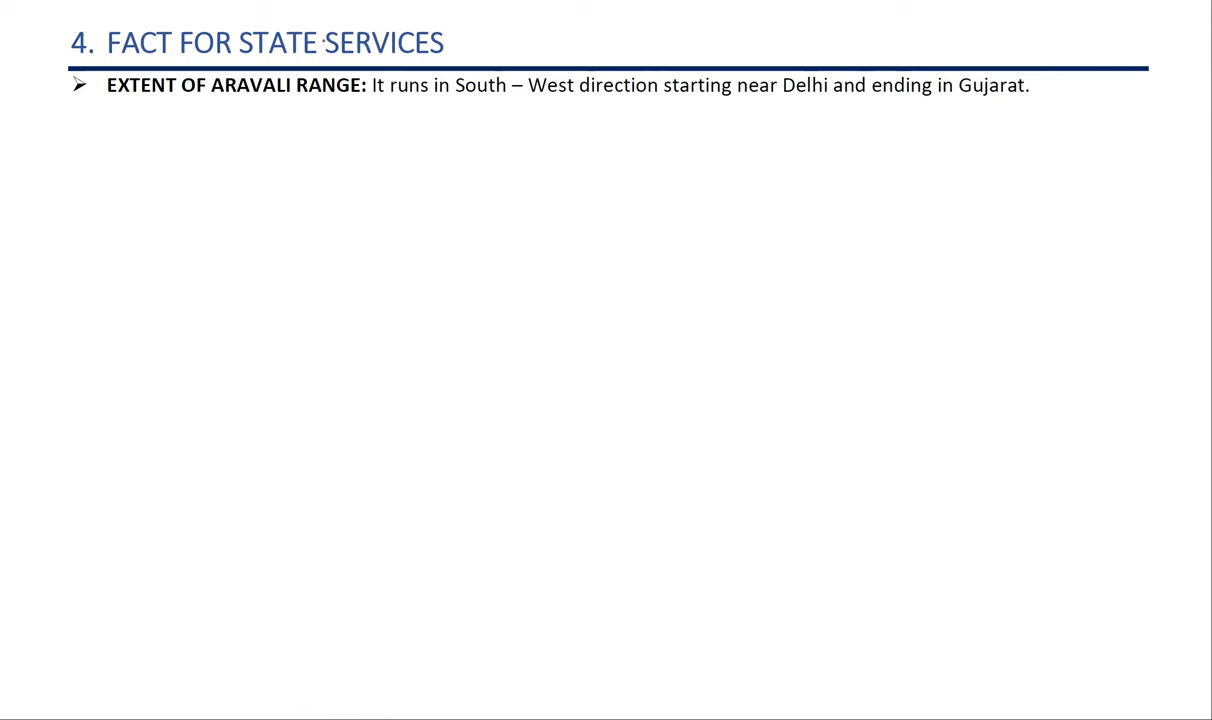 4. FACT FOR STATE SERVICES
➢ EXTENT OF ARAVALI RANGE: It runs in South – West direction starting near Delhi and ending in Gujarat.